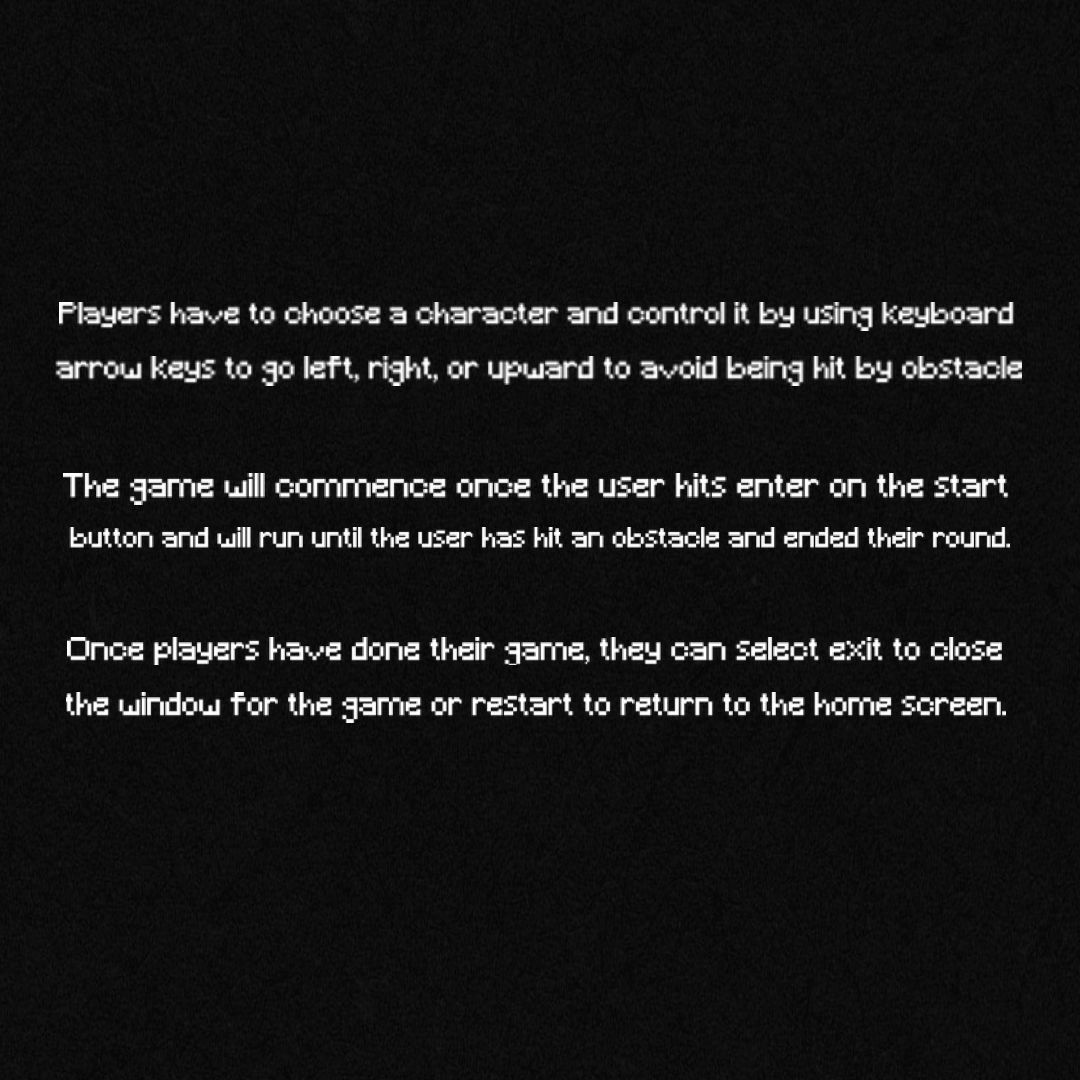 Players have to choose a character and control it by using keyboard
arrow keys to go left, right, or upward to avoid being hit by obstacle
The game will commence once the user hits enter on the start
button and will run until the user has hit an obstacle and ended their round.
Once players have done their game, they can select exit to close
the window for the game or restart to return to the home screen.